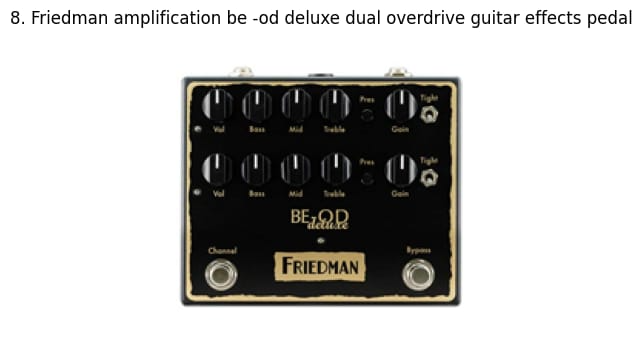 8. Friedman amplification be -od deluxe dual overdrive guitar effects pedal
Pres Tight
Vol Bass Mid Treble Gain
Pres Tight
Vol Bass Mid Treble Gain
BE-OD
deluxe
Channel Bypass
FRIEDMAN